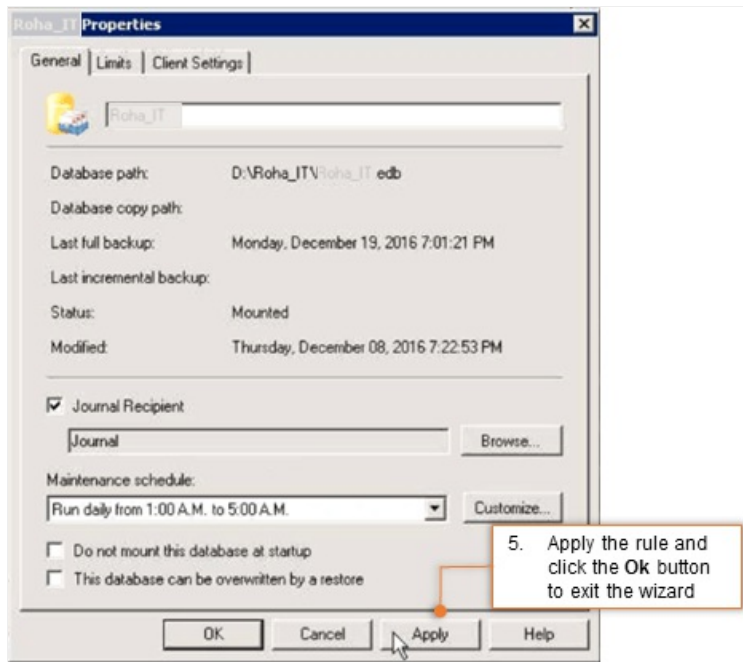 Roha_IT Properties
General Limits Client Settings
Roha_IT
Database path: D:\Roha_IT\Roha_IT.edb
Database copy path:
Last full backup: Monday, December 19, 2016 7:01:21 PM
Last incremental backup:
Status: Mounted
Modified: Thursday, December 08, 2016 7:22:53 PM
Journal Recipient
Journal Browse...
Maintenance schedule:
Run daily from 1:00 A.M. to 5:00 A.M. Customize...
Do not mount this database at startup
This database can be overwritten by a restore
5. Apply the rule and
click the Ok button
to exit the wizard
OK Cancel Apply Help